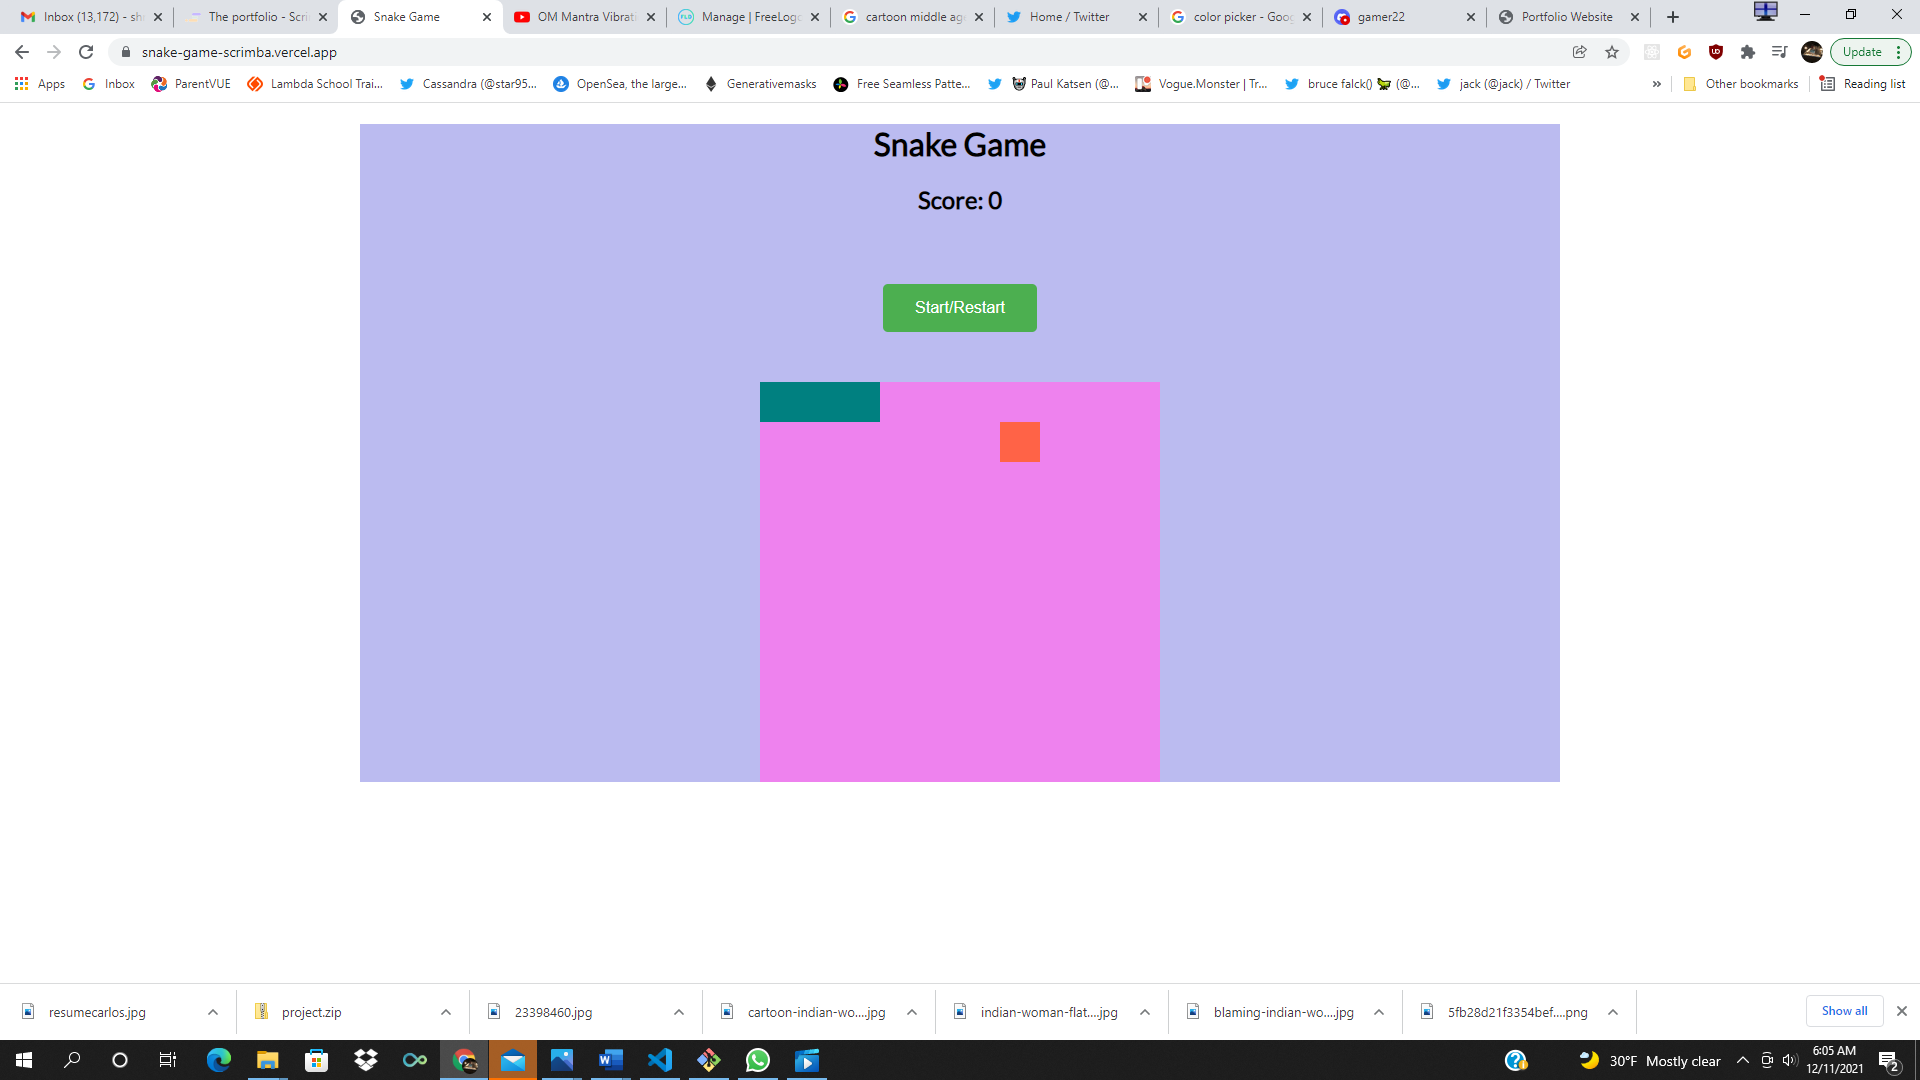 Inbox (13,172) - sh
The portfolio - Scri
Snake Game
OM Mantra Vibrati
Manage | FreeLogo
cartoon middle ag
Home / Twitter
color picker - Goog
gamer22
Portfolio Website
snake-game-scrimba.vercel.app
Update
Apps
Inbox
ParentVUE
Lambda School Trai...
Cassandra (@star95...
OpenSea, the large...
Generativemasks
Free Seamless Patte...
Paul Katsen (@...
Vogue.Monster | Tr...
bruce falck() 🦖 (@...
jack (@jack) / Twitter
»
Other bookmarks
Reading list
Snake Game
Score: 0
Start/Restart
resumecarlos.jpg
project.zip
23398460.jpg
cartoon-indian-wo....jpg
indian-woman-flat....jpg
blaming-indian-wo....jpg
5fb28d21f3354bef....png
Show all
30°F Mostly clear
6:05 AM
12/11/2021
2